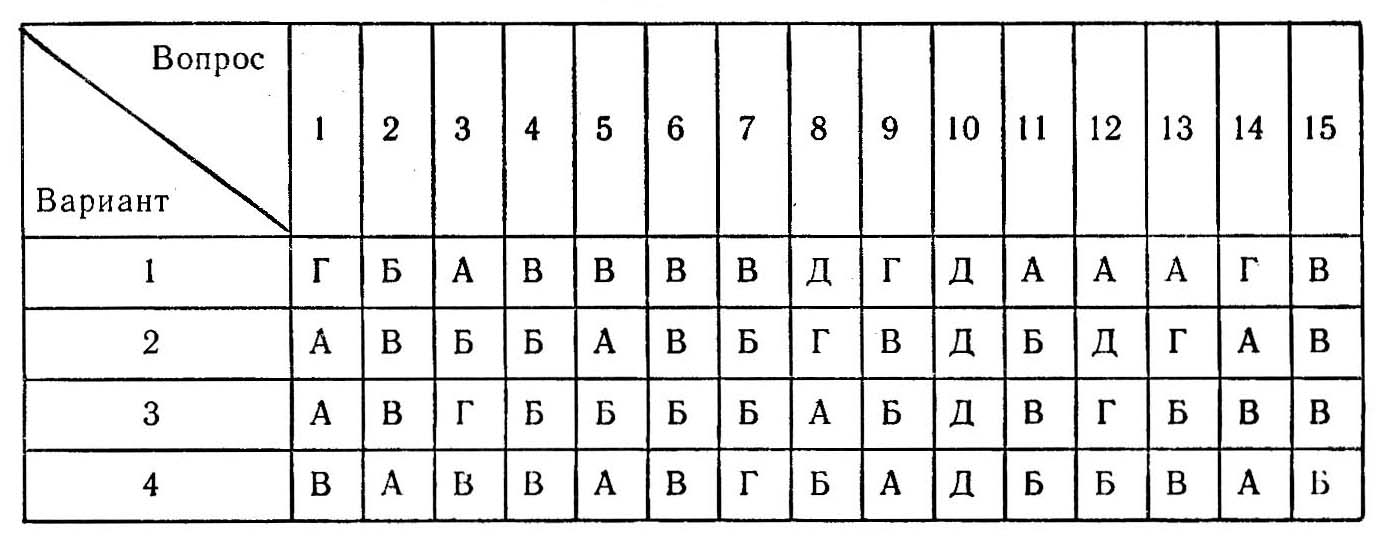 Вопрос
Вариант
1 2 3 4 5 6 7 8 9 10 11 12 13 14 15
1 Г Б А В В В В Д Г Д А А А Г В
2 А В Б Б А В Б Г В Д Б Д Г А В
3 А В Г Б Б Б Б А Б Д В Г Б В В
4 В А В В А В Г Б А Д Б Б В А Б